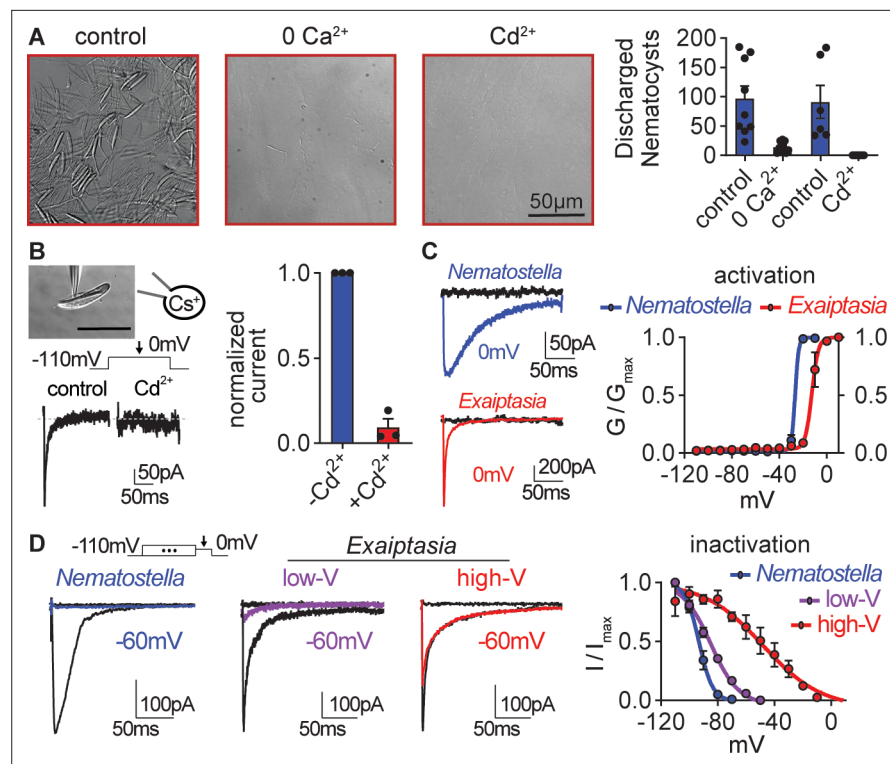 A
control
0 Ca²⁺
Cd²⁺
50µm
Discharged
Nematocysts
200
150
100
50
0
control
0 Ca²⁺
control
Cd²⁺
B
Cs⁺
-110mV
0mV
control
Cd²⁺
50pA
50ms
normalized
current
1.0
0.5
0.0
-Cd²⁺
+Cd²⁺
C
Nematostella
0mV
50pA
50ms
Exaiptasia
0mV
200pA
50ms
activation
Nematostella
Exaiptasia
G / Gmax
1.0
0.5
0.0
1.0
0.5
0.0
-120
-80
-40
0
mV
D
-110mV
0mV
Exaiptasia
Nematostella
low-V
high-V
-60mV
-60mV
-60mV
100pA
50ms
100pA
50ms
100pA
50ms
inactivation
Nematostella
low-V
high-V
I / Imax
1.0
0.5
0.0
-120
-80
-40
0
mV